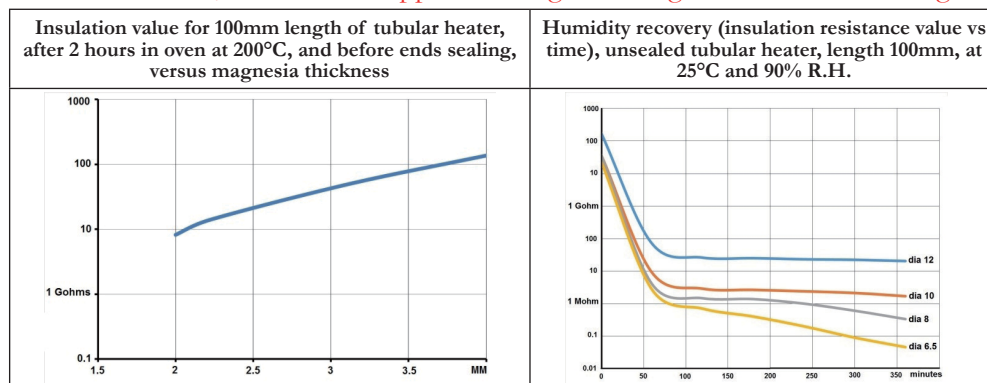 Insulation value for 100mm length of tubular heater,
after 2 hours in oven at 200°C, and before ends sealing,
versus magnesia thickness
Humidity recovery (insulation resistance value vs
time), unsealed tubular heater, length 100mm, at
25°C and 90% R.H.
1000
100
10
1 Gohms
0.1
1.5 2 2.5 3 3.5 MM
1000
100
10
1 Gohm
100
10
1 Mohm
0.1
0.01
dia 12
dia 10
dia 8
dia 6.5
0 50 100 150 200 250 300 350 minutes